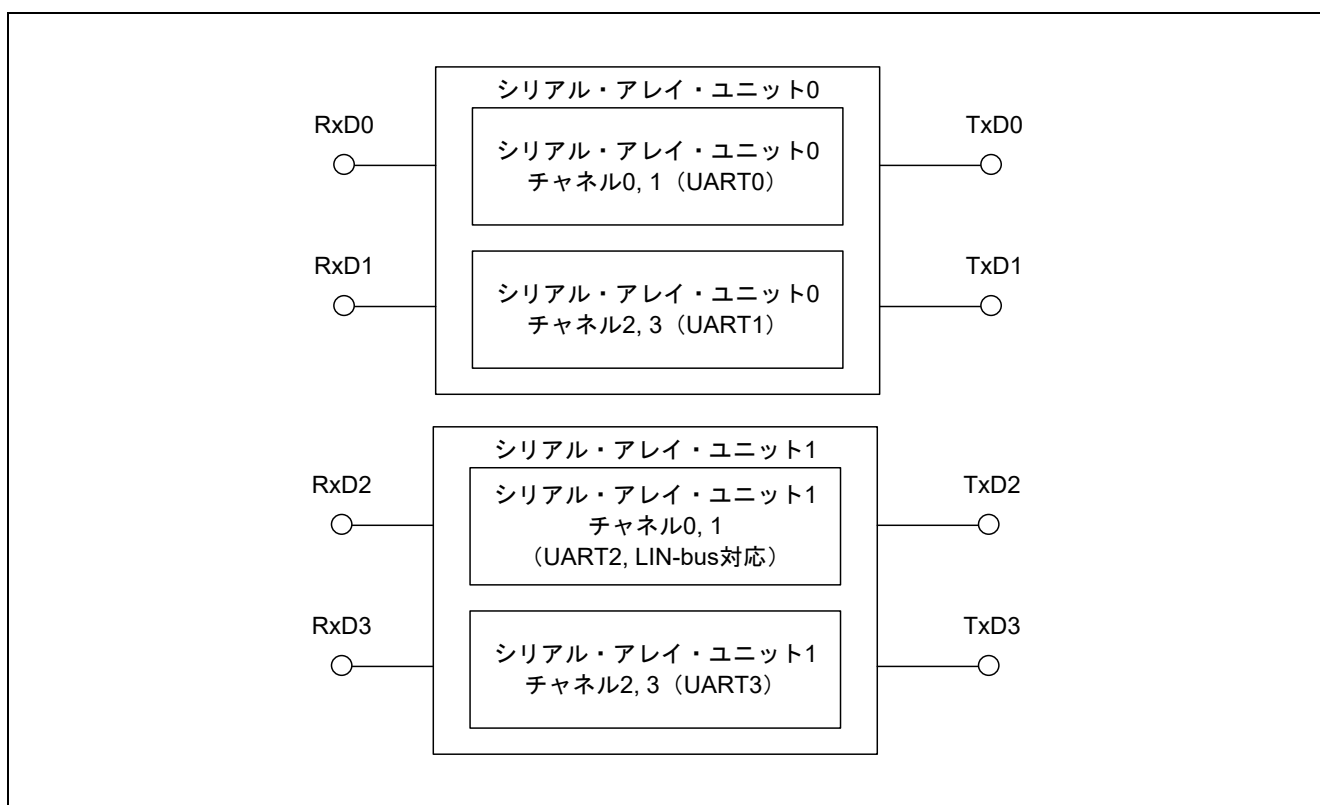 シリアル・アレイ・ユニット0
RxD0
シリアル・アレイ・ユニット0
チャネル0, 1（UART0）
TxD0
RxD1
シリアル・アレイ・ユニット0
チャネル2, 3（UART1）
TxD1
シリアル・アレイ・ユニット1
RxD2
シリアル・アレイ・ユニット1
チャネル0, 1
（UART2, LIN-bus対応）
TxD2
RxD3
シリアル・アレイ・ユニット1
チャネル2, 3（UART3）
TxD3